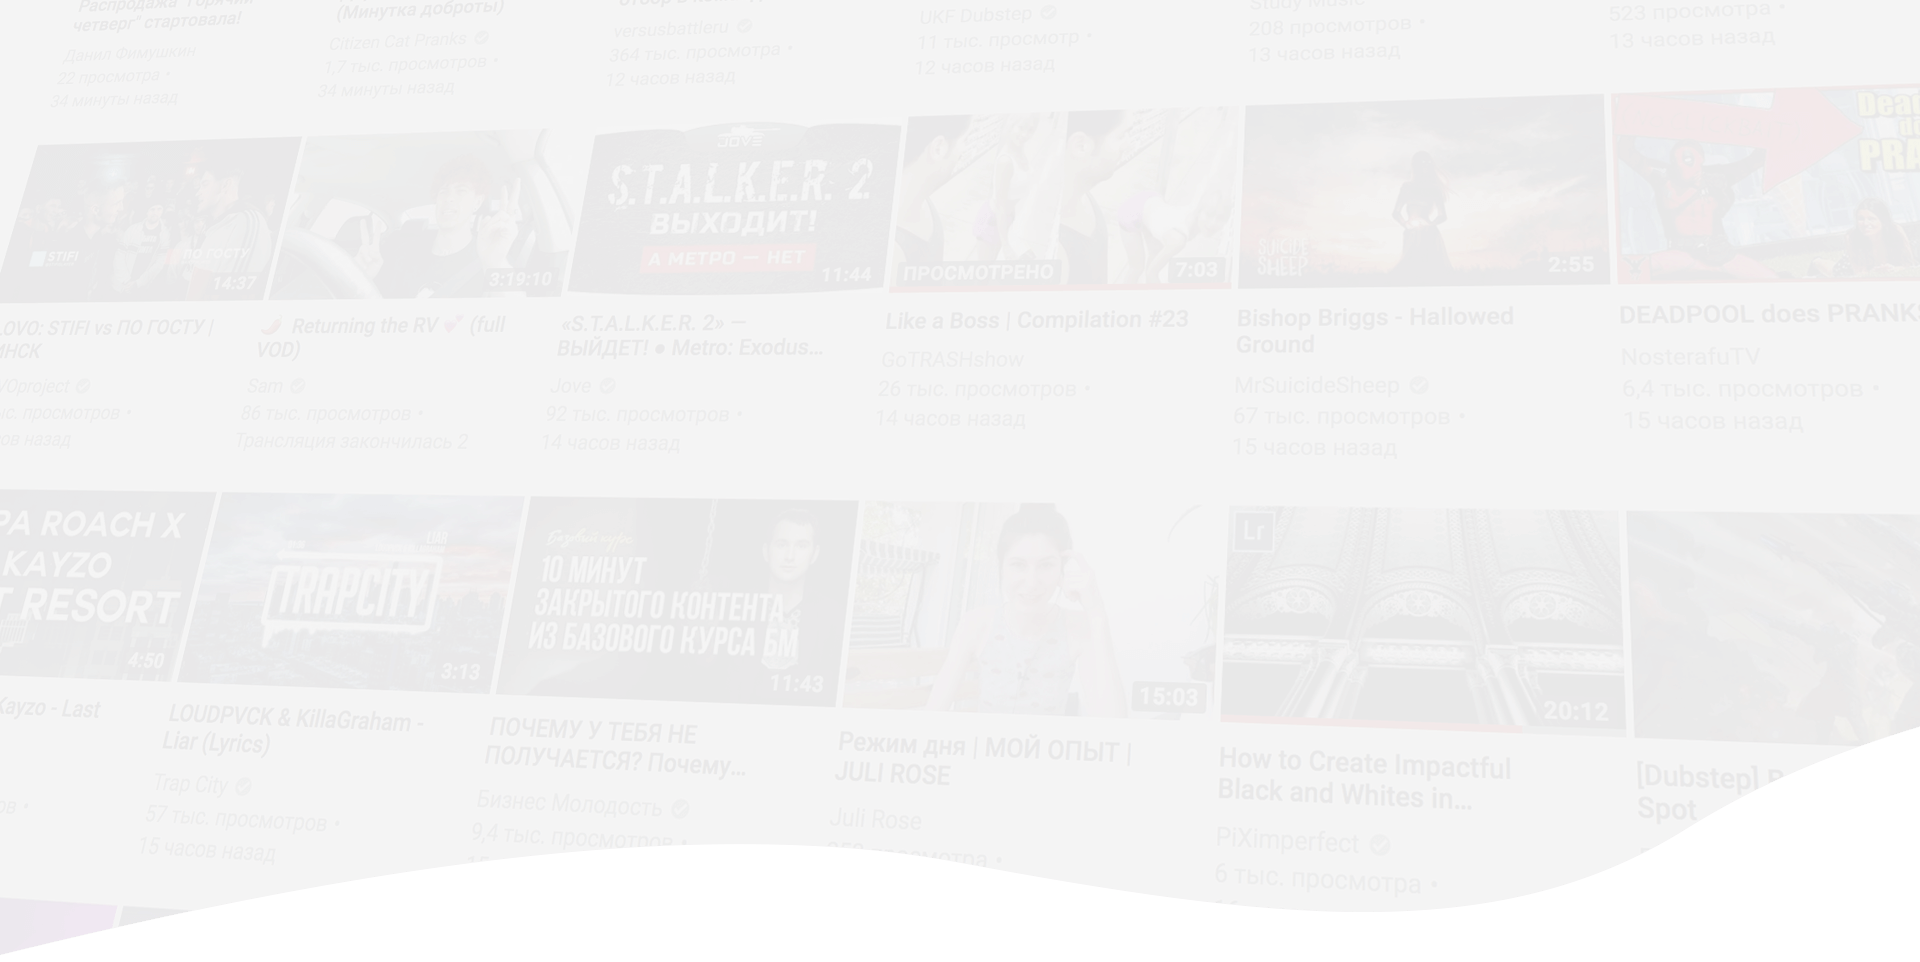 Распродажа "Горячий
четверг" стартовала!
Данил Фимушкин
22 просмотра •
34 минуты назад
(Минутка доброты)
Citizen Cat Pranks
1,7 тыс. просмотров •
34 минуты назад
versusbattleru
364 тыс. просмотра •
12 часов назад
UKF Dubstep
11 тыс. просмотр •
12 часов назад
Study Music
208 просмотров •
13 часов назад
523 просмотра •
13 часов назад
STIFI
ПО ГОСТУ
14:37
3:19:10
JOVE
S.T.A.L.K.E.R. 2
ВЫХОДИТ!
А МЕТРО — НЕТ
11:44
ПРОСМОТРЕНО
7:03
SUICIDE
SHEEP
2:55
OVO: STIFI vs ПО ГОСТУ |
НСК
VOproject
ыс. просмотров •
ов назад
Returning the RV (full
VOD)
Sam
86 тыс. просмотров •
Трансляция закончилась 2
«S.T.A.L.K.E.R. 2» —
ВЫЙДЕТ! ● Metro: Exodus...
Jove
92 тыс. просмотров •
14 часов назад
Like a Boss | Compilation #23
GoTRASHshow
26 тыс. просмотров •
14 часов назад
Bishop Briggs - Hallowed
Ground
MrSuicideSheep
67 тыс. просмотров •
15 часов назад
DEADPOOL does PRANK
NosterafuTV
6,4 тыс. просмотров •
15 часов назад
PA ROACH X
KAYZO
T RESORT
4:50
TRAPCITY
3:13
Базовый курс
10 МИНУТ
ЗАКРЫТОГО КОНТЕНТА
ИЗ БАЗОВОГО КУРСА БМ
11:43
15:03
Lr
20:12
Kayzo - Last
ов •
LOUDPVCK & KillaGraham -
Liar (Lyrics)
Trap City
57 тыс. просмотров •
15 часов назад
ПОЧЕМУ У ТЕБЯ НЕ
ПОЛУЧАЕТСЯ? Почему...
Бизнес Молодость
9,4 тыс. просмотров •
Режим дня | МОЙ ОПЫТ |
JULI ROSE
Juli Rose
How to Create Impactful
Black and Whites in...
PiXimperfect
6 тыс. просмотра •
[Dubstep]
Spot